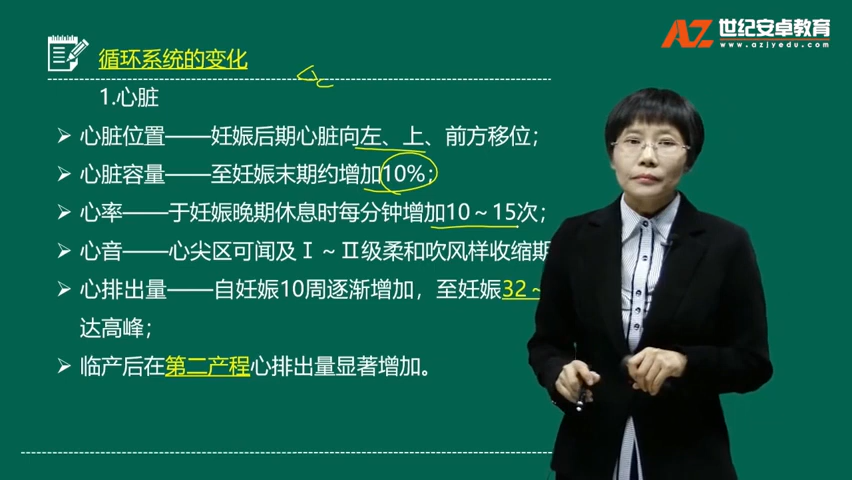 AZ 世纪安卓教育
www.azjyedu.com
循环系统的变化
1.心脏
心脏位置——妊娠后期心脏向左、上、前方移位；
心脏容量——至妊娠末期约增加10%；
心率——于妊娠晚期休息时每分钟增加10～15次；
心音——心尖区可闻及Ⅰ～Ⅱ级柔和吹风样收缩期
心排出量——自妊娠10周逐渐增加，至妊娠32～
达高峰；
临产后在第二产程心排出量显著增加。